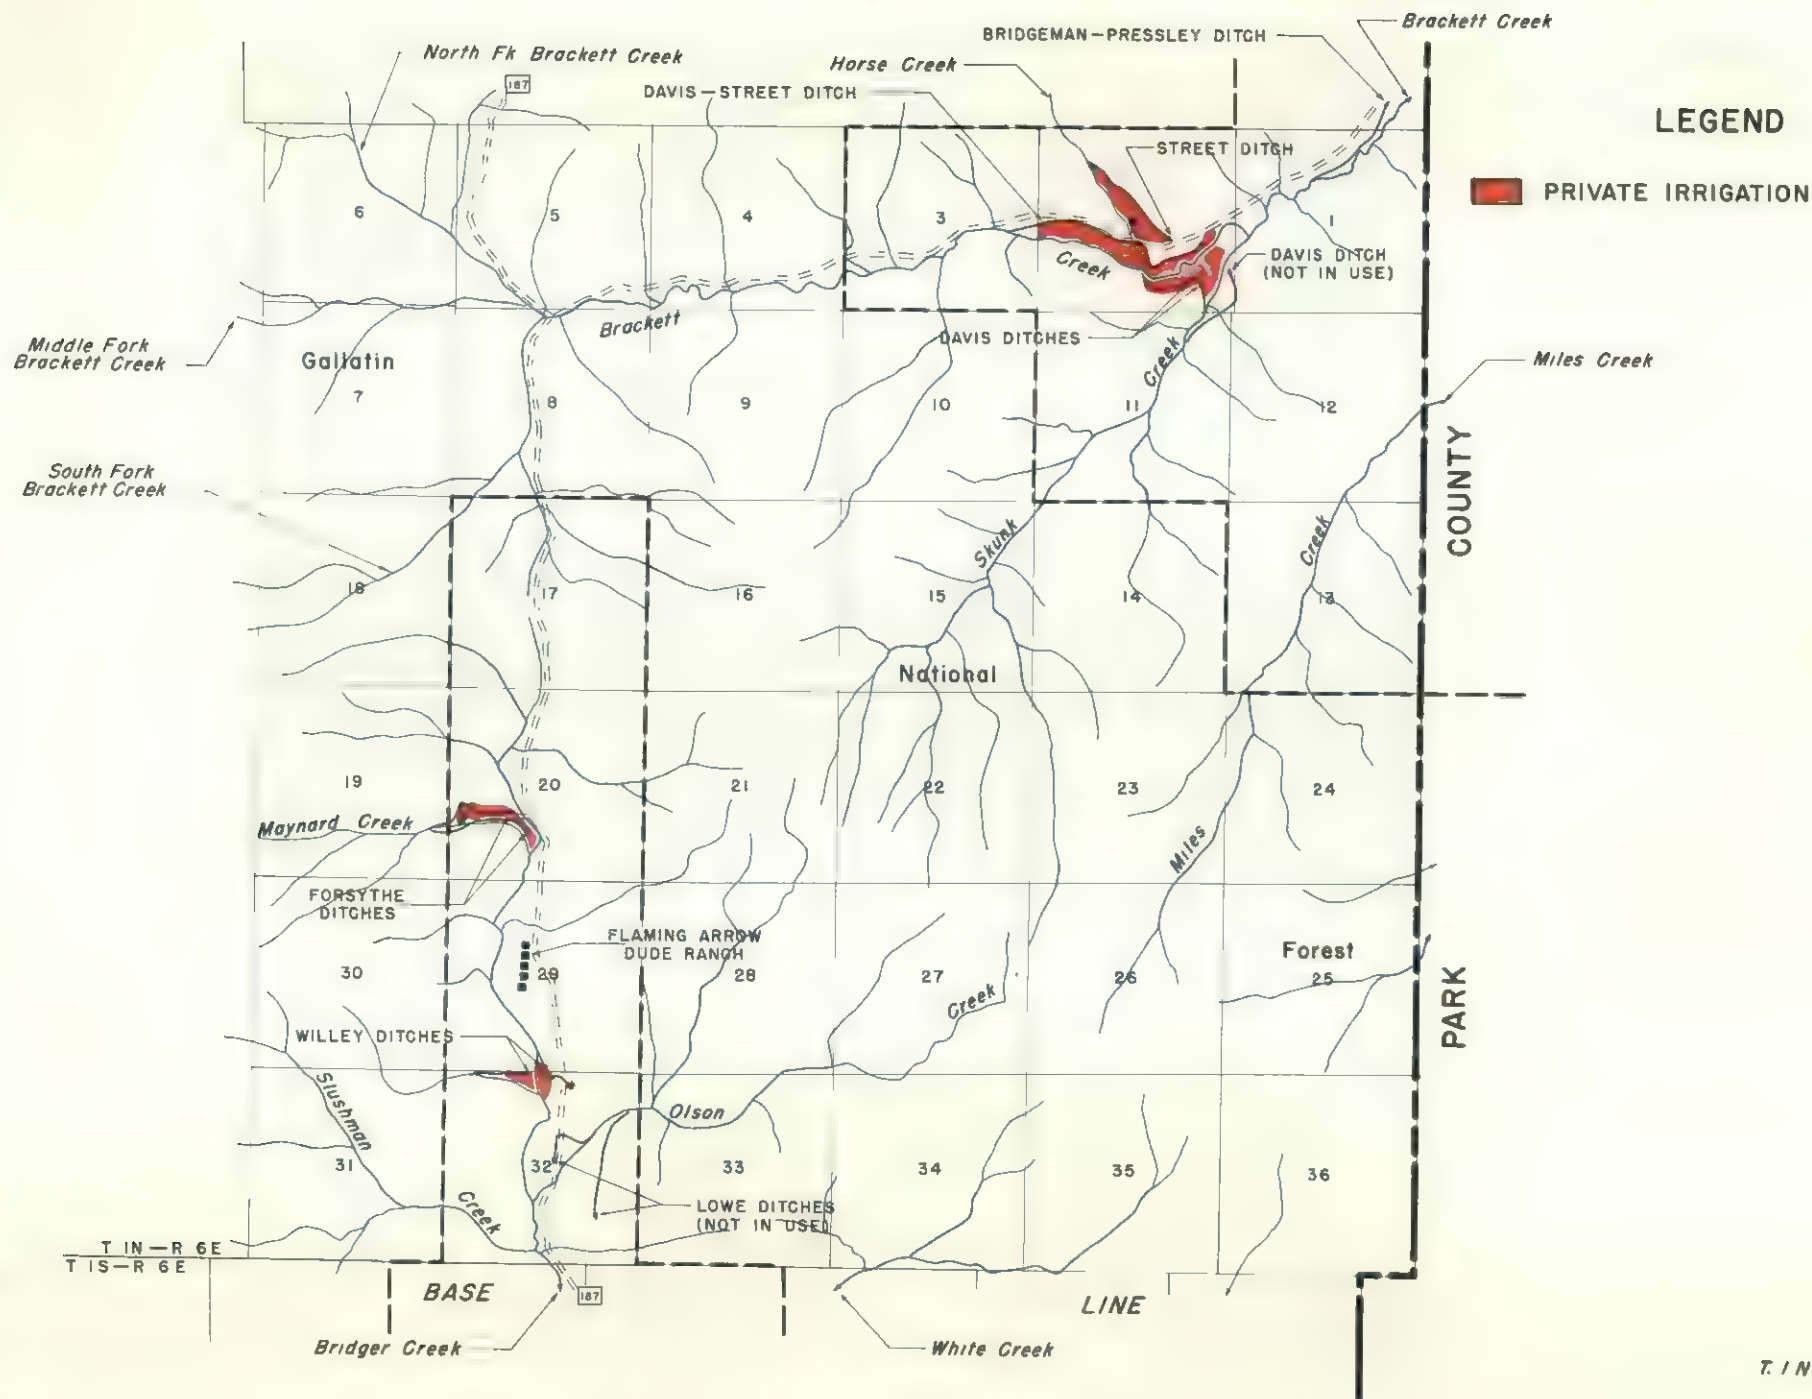 Brackett Creek
BRIDGEMAN-PRESSLEY DITCH
North Fk Brackett Creek
Horse Creek
187
DAVIS-STREET DITCH
LEGEND
STREET DITCH
PRIVATE IRRIGATION
6
5
4
3
1
Creek
DAVIS DITCH
(NOT IN USE)
Brackett
DAVIS DITCHES
Middle Fork
Brackett Creek
Gallatin
Creek
Miles Creek
7
8
9
10
11
12
South Fork
Brackett Creek
COUNTY
Skunk
Creek
18
17
16
15
14
13
National
19
20
21
22
23
24
Maynard Creek
Miles
FORSYTHE
DITCHES
FLAMING ARROW
DUDE RANCH
Forest
30
29
28
27
26
25
Creek
PARK
WILLEY DITCHES
Slushman
Olson
31
32
33
34
35
36
Creek
LOWE DITCHES
(NOT IN USE)
T IN-R 6E
T IS-R 6E
BASE
187
LINE
Bridger Creek
White Creek
T. I N